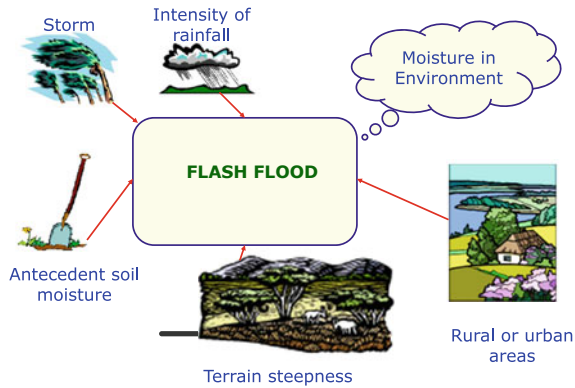 Storm
Intensity
of rainfall
Moisture in
Environment
FLASH FLOOD
Antecedent soil
moisture
Terrain steepness
Rural or urban
areas